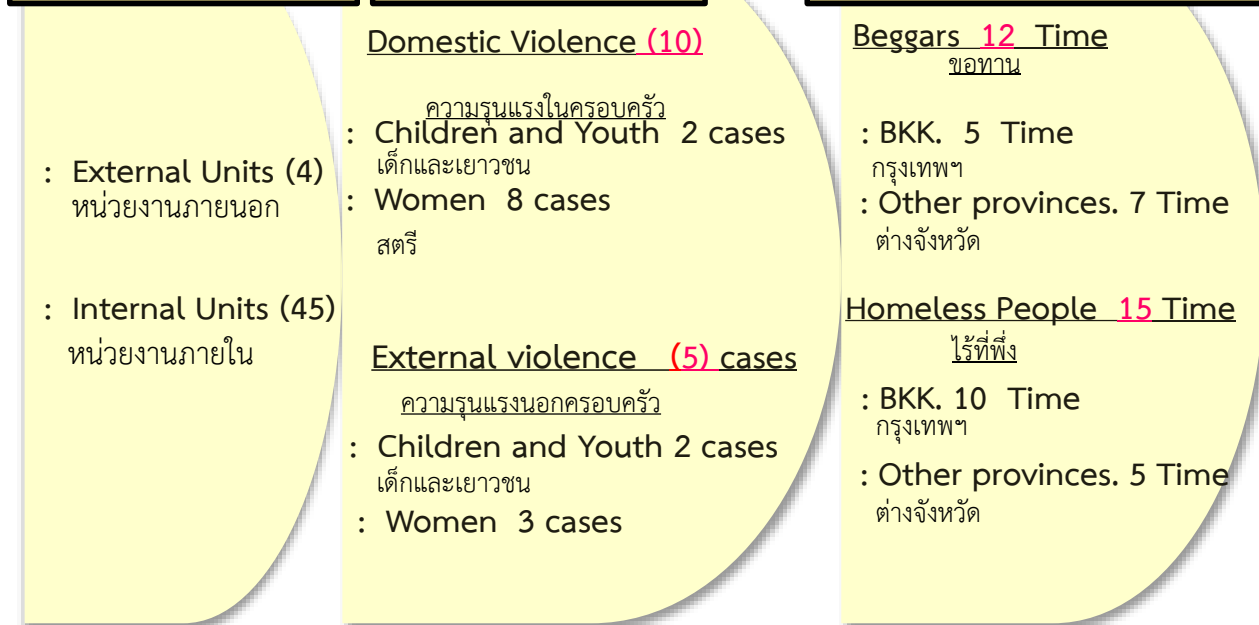 : External Units (4)
หน่วยงานภายนอก
: Internal Units (45)
หน่วยงานภายใน
Domestic Violence (10)
ความรุนแรงในครอบครัว
: Children and Youth 2 cases
เด็กและเยาวชน
: Women 8 cases
สตรี
External violence (5) cases
ความรุนแรงนอกครอบครัว
: Children and Youth 2 cases
เด็กและเยาวชน
: Women 3 cases
Beggars 12 Time
ขอทาน
: BKK. 5 Time
กรุงเทพฯ
: Other provinces. 7 Time
ต่างจังหวัด
Homeless People 15 Time
ไร้ที่พึ่ง
: BKK. 10 Time
กรุงเทพฯ
: Other provinces. 5 Time
ต่างจังหวัด